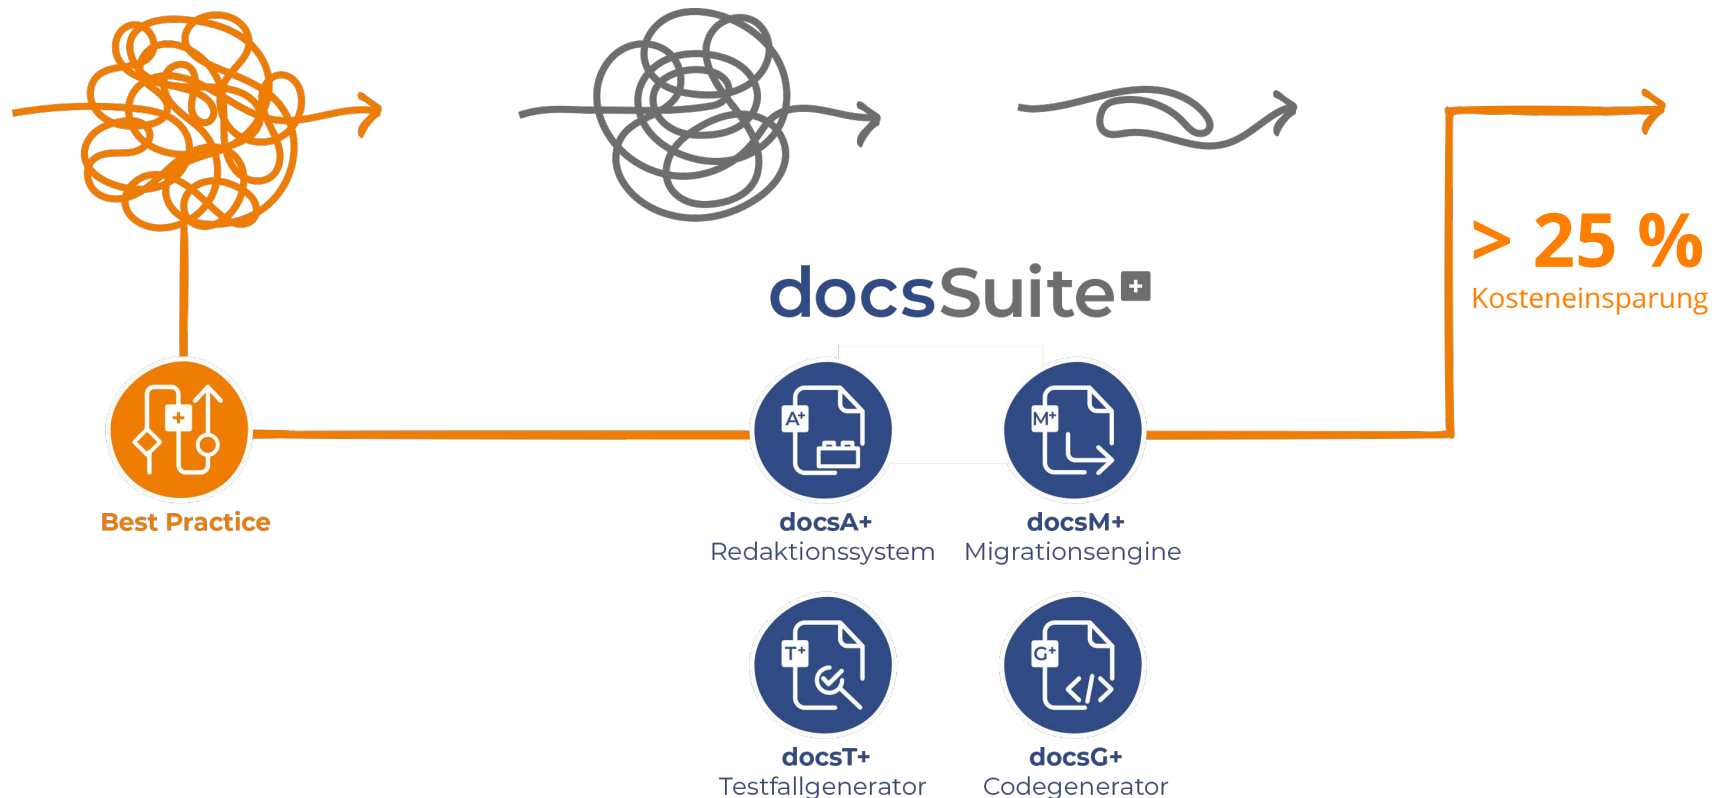 > 25 %
Kosteneinsparung
docsSuite+
+
A+
M+
Best Practice
docsA+
Redaktionssystem
docsM+
Migrationsengine
T+
G+
</>
docsT+
Testfallgenerator
docsG+
Codegenerator